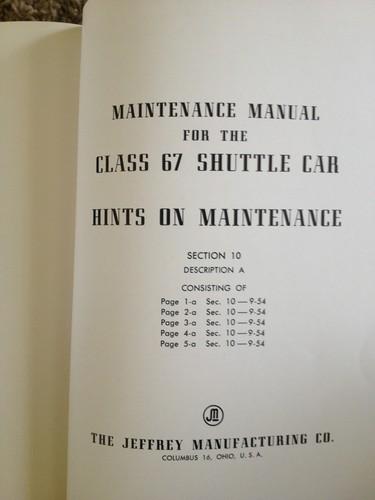 MAINTENANCE MANUAL
FOR THE
CLASS 67 SHUTTLE CAR
HINTS ON MAINTENANCE
SECTION 10
DESCRIPTION A
CONSISTING OF
Page 1-a Sec. 10—9-54
Page 2-a Sec. 10—9-54
Page 3-a Sec. 10—9-54
Page 4-a Sec. 10—9-54
Page 5-a Sec. 10—9-54
JM
THE JEFFREY MANUFACTURING CO.
COLUMBUS 16, OHIO, U. S. A.